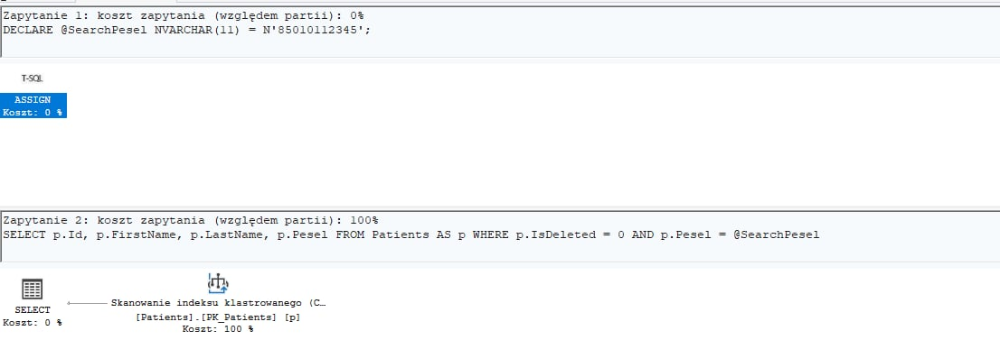 Zapytanie 1: koszt zapytania (względem partii): 0%
DECLARE @SearchPesel NVARCHAR(11) = N'85010112345';
T-SQL
ASSIGN
Koszt: 0 %
Zapytanie 2: koszt zapytania (względem partii): 100%
SELECT p.Id, p.FirstName, p.LastName, p.Pesel FROM Patients AS p WHERE p.IsDeleted = 0 AND p.Pesel = @SearchPesel
SELECT
Koszt: 0 %
Skanowanie indeksu klastrowanego (C…
[Patients].[PK_Patients] [p]
Koszt: 100 %